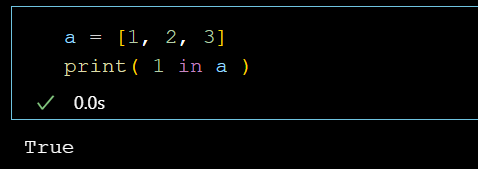 a = [1, 2, 3]
print( 1 in a )
0.0s
True